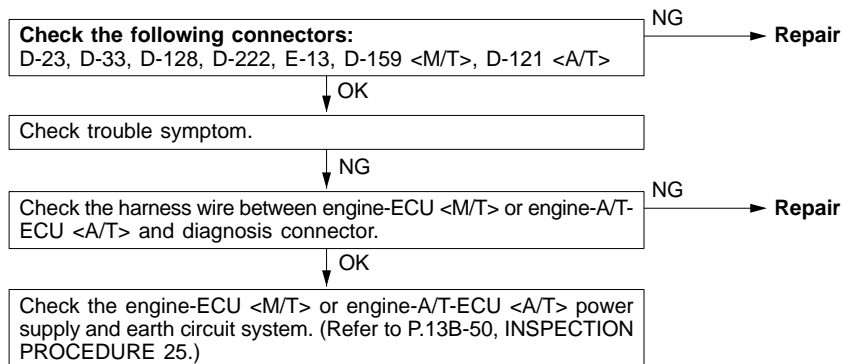 Check the following connectors:
D-23, D-33, D-128, D-222, E-13, D-159 <M/T>, D-121 <A/T>
NG
Repair
OK
Check trouble symptom.
NG
Check the harness wire between engine-ECU <M/T> or engine-A/T-
ECU <A/T> and diagnosis connector.
NG
Repair
OK
Check the engine-ECU <M/T> or engine-A/T-ECU <A/T> power
supply and earth circuit system. (Refer to P.13B-50, INSPECTION
PROCEDURE 25.)